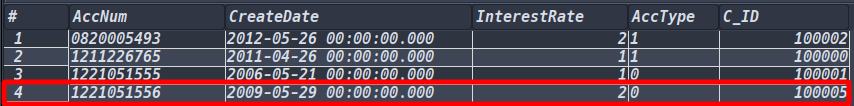 # AccNum CreateDate InterestRate AccType C_ID
1 0820005493 2012-05-26 00:00:00.000 2 1 100002
2 1211226765 2011-04-26 00:00:00.000 1 1 100000
3 1221051555 2006-05-21 00:00:00.000 1 0 100001
4 1221051556 2009-05-29 00:00:00.000 2 0 100005